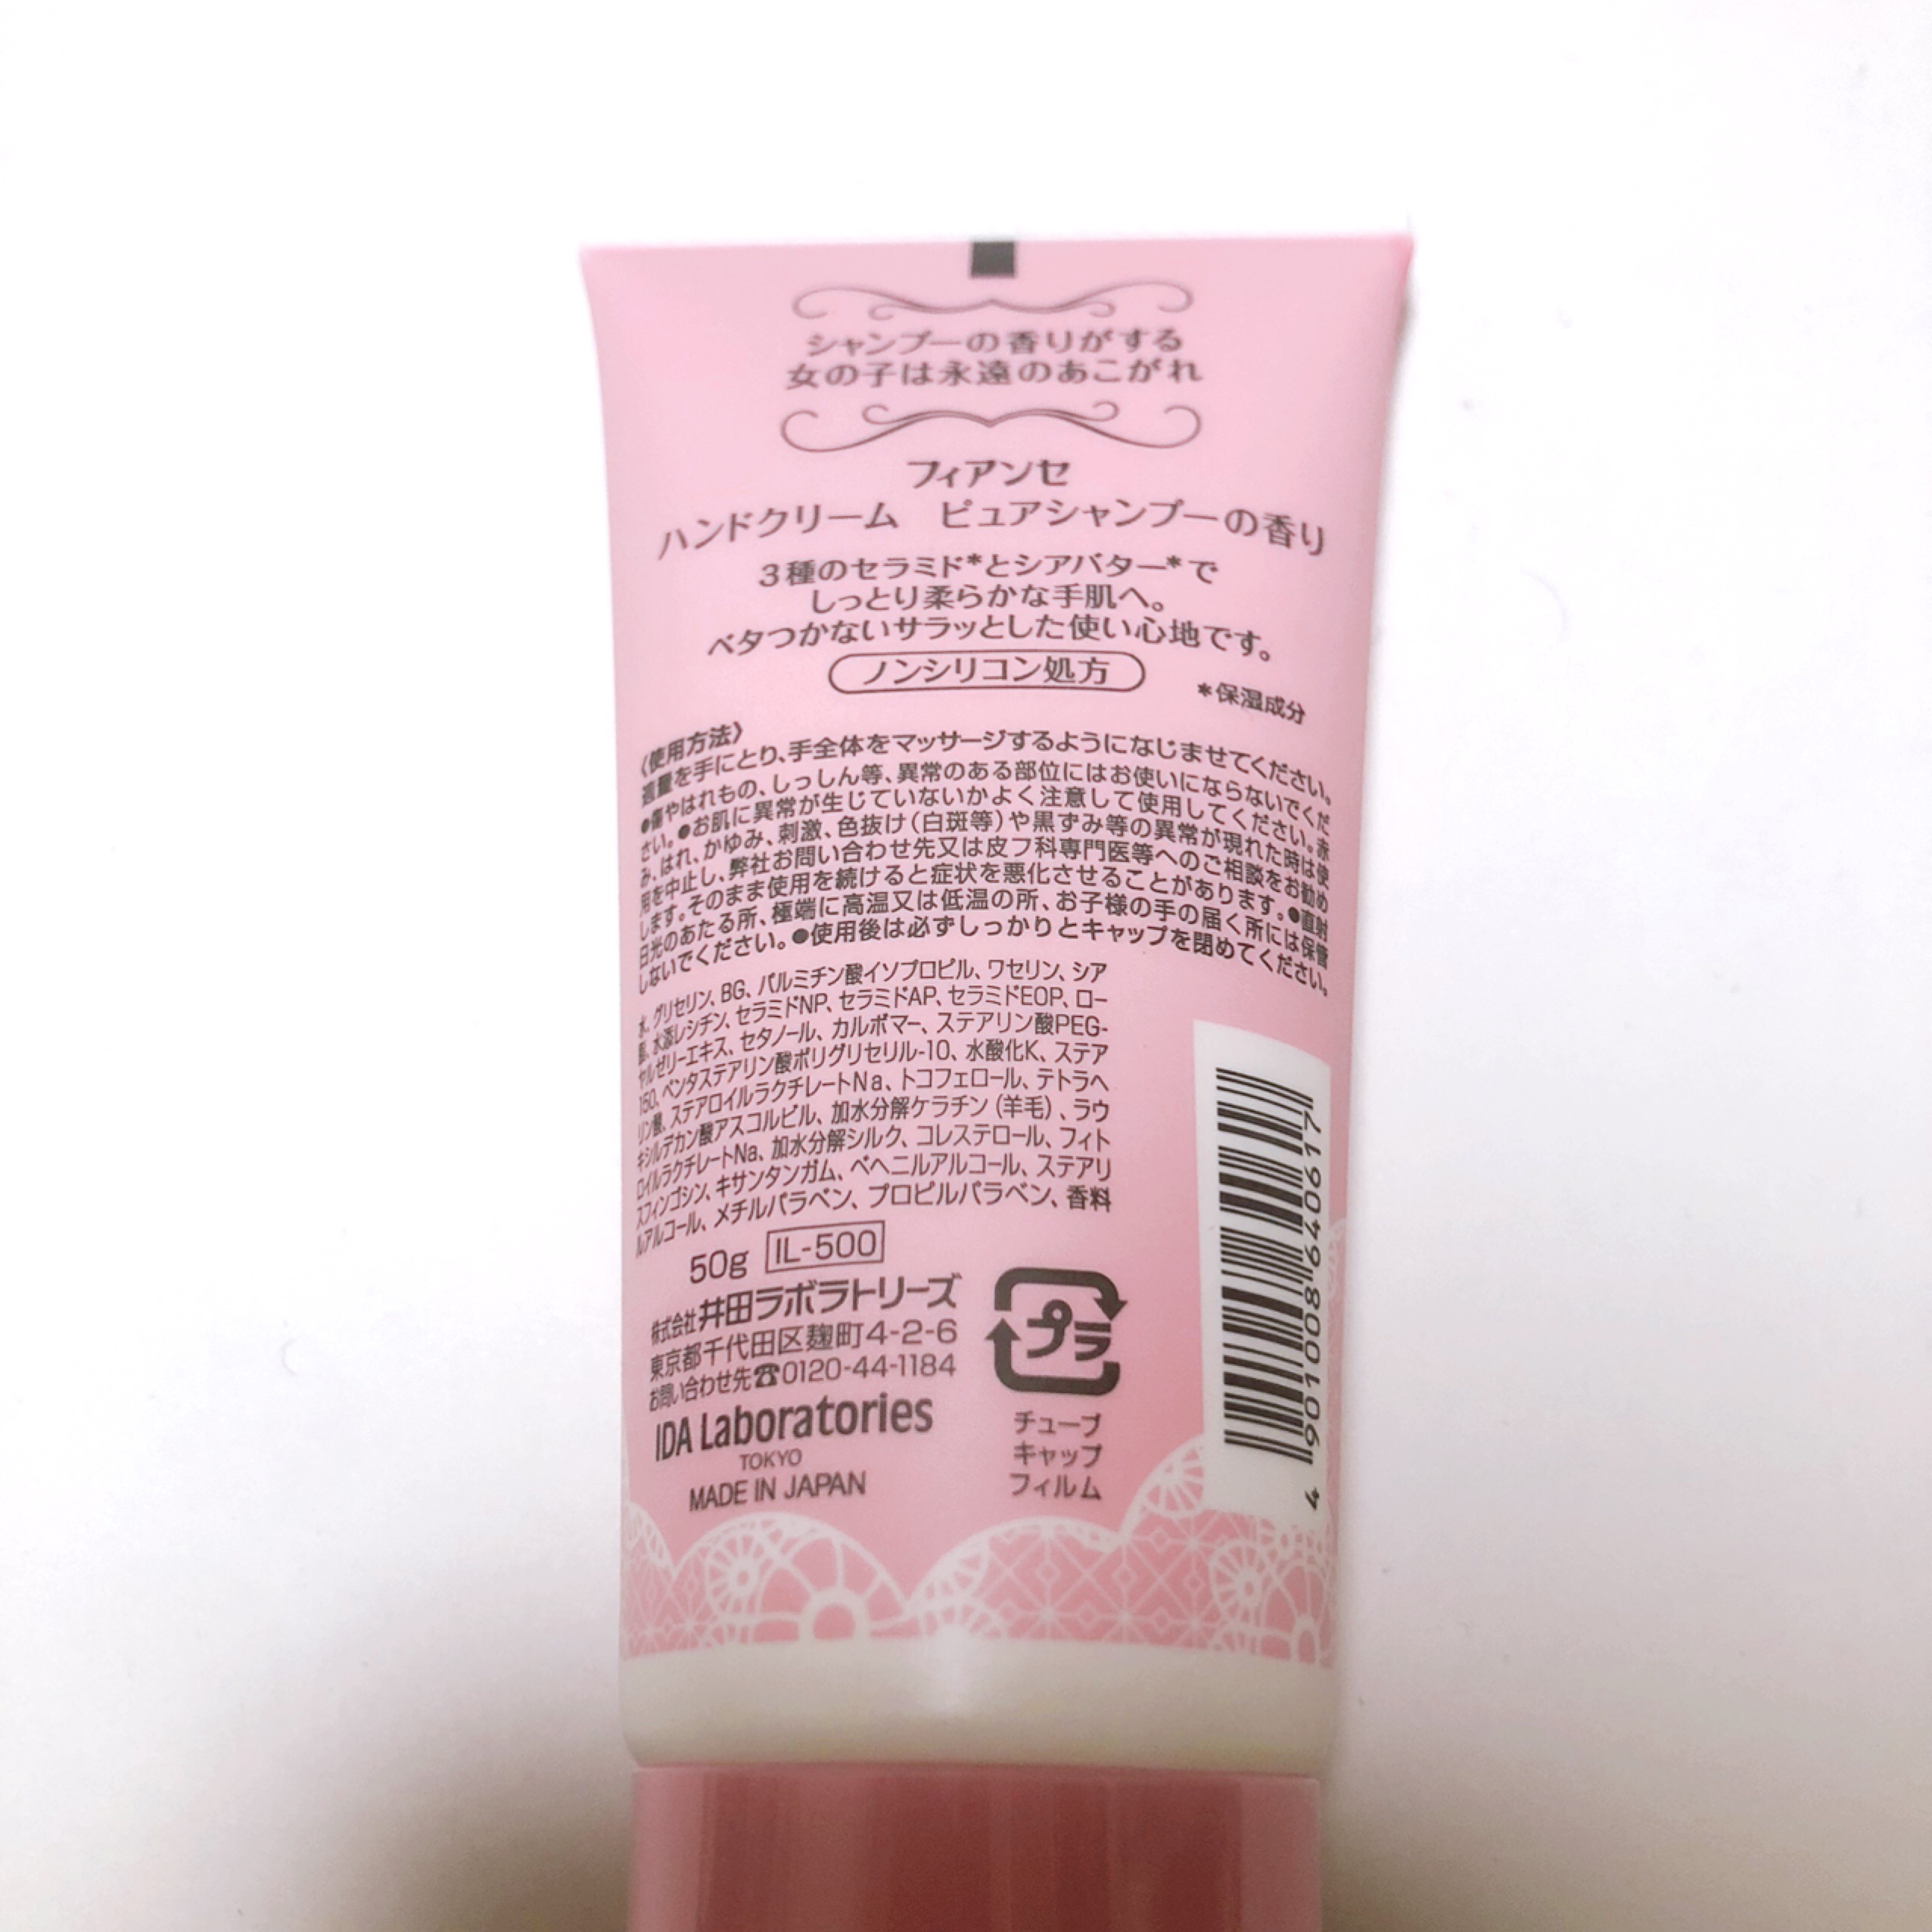 シャンプーの香りがする
女の子は永遠のあこがれ
フィアンセ
ハンドクリーム ピュアシャンプーの香り
3種のセラミド*とシアバター*で
しっとり柔らかな手肌へ。
ベタつかないサラッとした使い心地です。
ノンシリコン処方
*保湿成分
〈使用方法〉
適量を手にとり、手全体をマッサージするようになじませてください。
●傷やはれもの、しっしん等、異常のある部位にはお使いにならないでくだ
さい。●お肌に異常が生じていないかよく注意して使用してください。赤
み、はれ、かゆみ、刺激、色抜け(白斑等)や黒ずみ等の異常が現れた時は使
用を中止し、弊社お問い合わせ先又は皮フ科専門医等へのご相談をお勧め
します。そのまま使用を続けると症状を悪化させることがあります。●直射
日光のあたる所、極端に高温又は低温の所、お子様の手の届く所には保管
しないでください。●使用後は必ずしっかりとキャップを閉めてください。
水、グリセリン、BG、パルミチン酸イソプロピル、ワセリン、シア
脂、水添レシチン、セラミドNP、セラミドAP、セラミドEOP、ロー
ヤルゼリーエキス、セタノール、カルボマー、ステアリン酸PEG-
150、ペンタステアリン酸ポリグリセリル-10、水酸化K、ステア
リン酸、ステアロイルラクチレートNa、トコフェロール、テトラヘ
キシルデカン酸アスコルビル、加水分解ケラチン(羊毛)、ラウ
ロイルラクチレートNa、加水分解シルク、コレステロール、フィト
スフィンゴシン、キサンタンガム、ベヘニルアルコール、ステアリ
ルアルコール、メチルパラベン、プロピルパラベン、香料
50g IL-500
株式会社井田ラボラトリーズ
東京都千代田区麹町4-2-6
お問い合わせ先☎0120-44-1184
IDA Laboratories
TOKYO
MADE IN JAPAN
プラ
チューブ
キャップ
フィルム
4 901008 640617